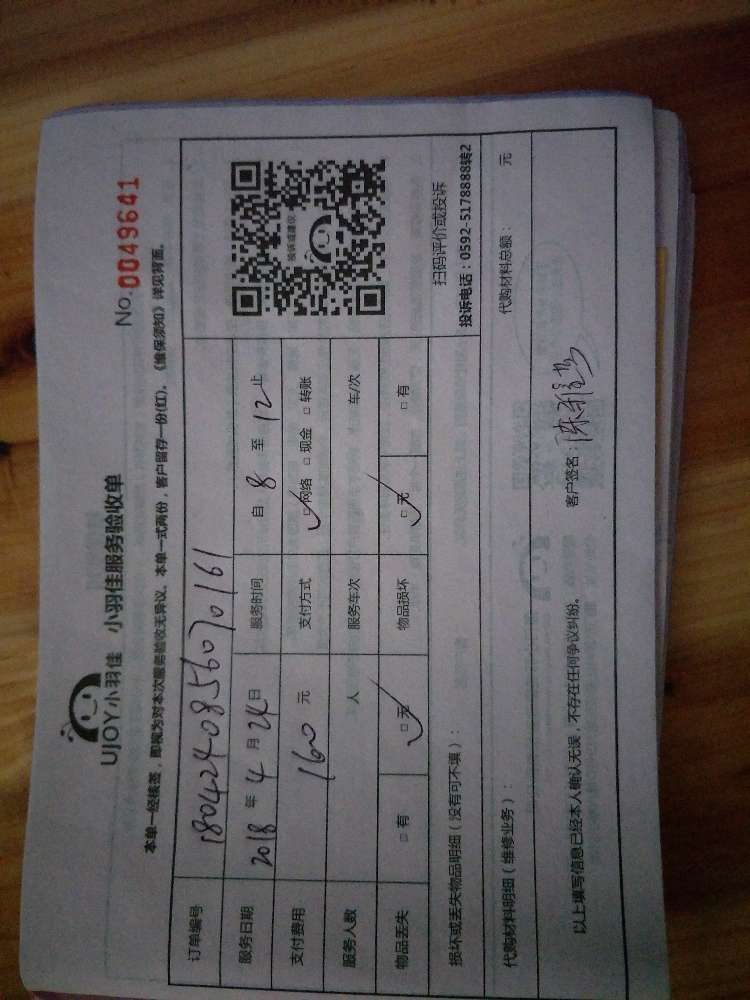 No. 0049641
UJOY小羽佳 小羽佳服务验收单
本单一经核签，即视为对本次服务验收无异议。本单一式两份，客户留存一份(红)。《维保须知》详见背面。
订单编号 180424085607016​1
服务日期 2018 年 4 月 24 日 服务时间 自 8 至 12 止
支付费用 160 元 支付方式 ☑网络 □现金 □转账
服务人数 人 服务车次 车/次
物品丢失 □有 ☑无 物品损坏 ☑无 □有
投诉或建议
扫码评价或投诉
投诉电话：0592-5178888转2
损坏或丢失物品明细（没有可不填）：
代购材料明细（维修业务）： 代购材料总额： 元
以上填写信息已经本人确认无误，不存在任何争议纠纷。 客户签名：